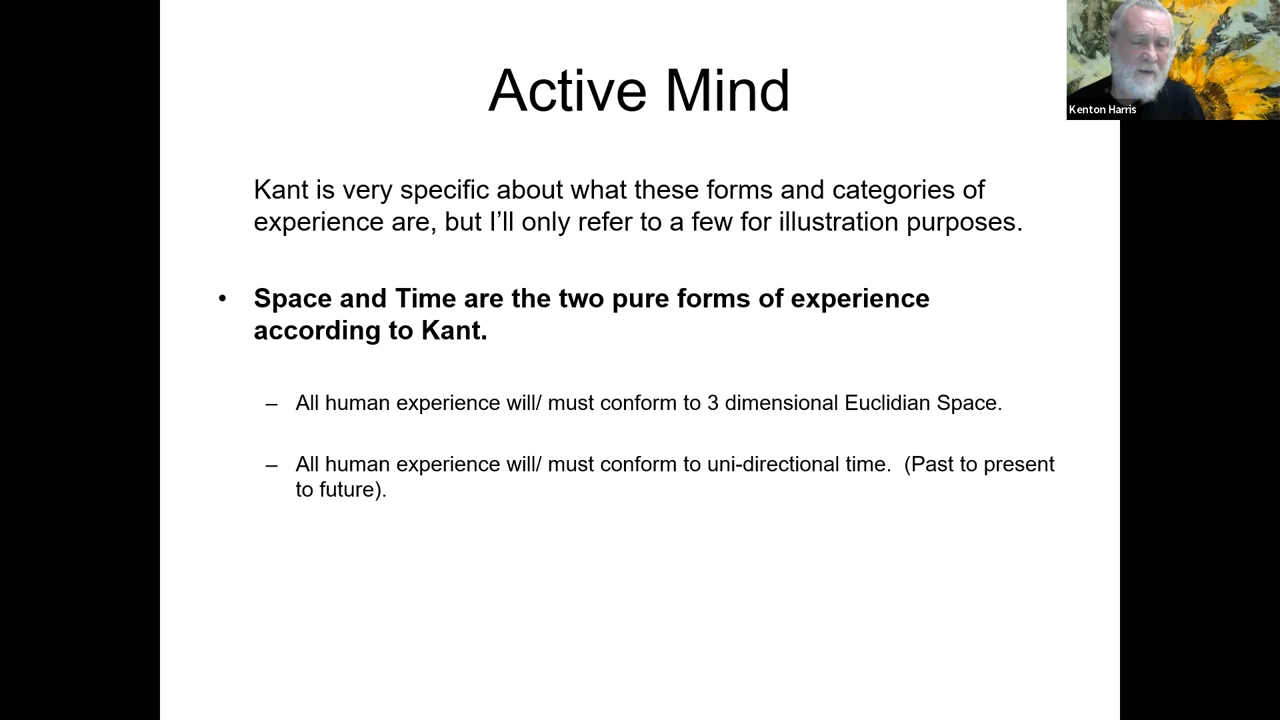 Active Mind
Kenton Harris
Kant is very specific about what these forms and categories of
experience are, but I’ll only refer to a few for illustration purposes.
• Space and Time are the two pure forms of experience
according to Kant.
– All human experience will/ must conform to 3 dimensional Euclidian Space.
– All human experience will/ must conform to uni-directional time.  (Past to present
to future).